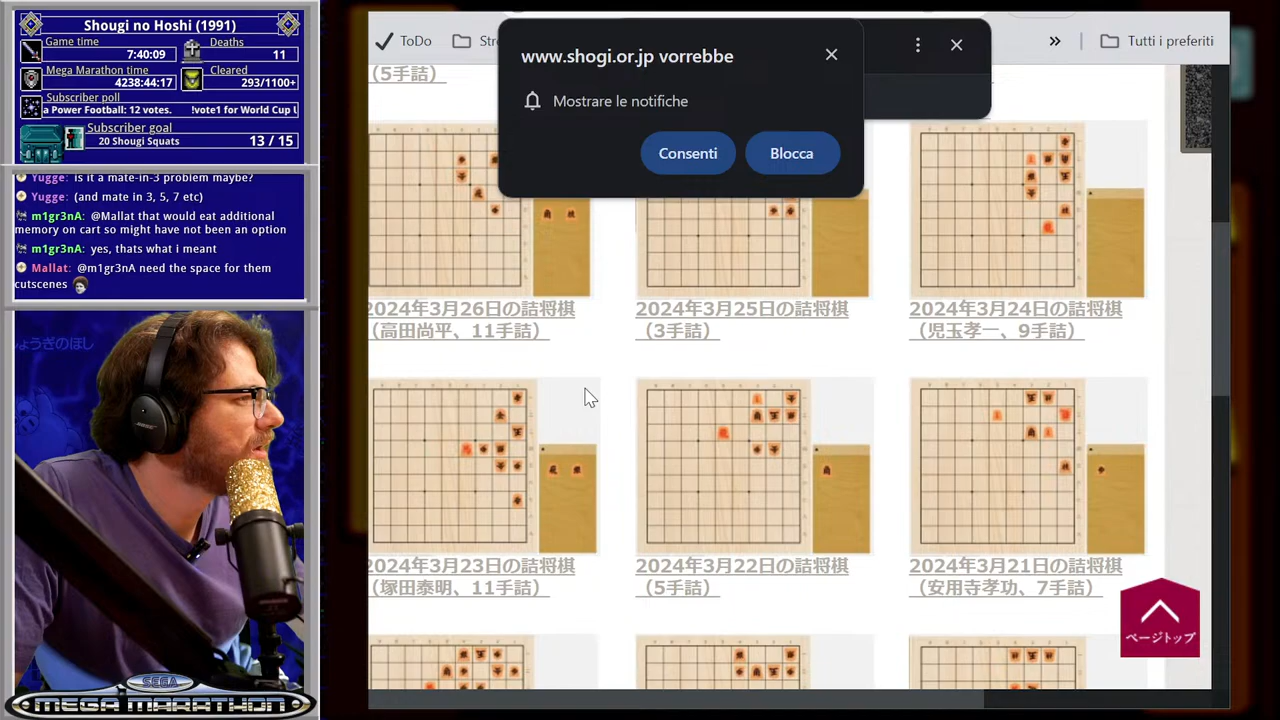 Shougi no Hoshi (1991)
Game time
7:40:09
Deaths
11
Mega Marathon time
4238:44:17
Cleared
293/1100+
Subscriber poll
a Power Football: 12 votes. !vote1 for World Cup
Subscriber goal
20 Shougi Squats
13 / 15
Yugge: Is it a mate-in-3 problem maybe?
Yugge: (and mate in 3, 5, 7 etc)
m1gr3nA: @Mallat that would eat additional
memory on cart so might have not been an option
m1gr3nA: yes, thats what i meant
Mallat: @m1gr3nA need the space for them
cutscenes
しょうぎのほし
BOSE
SEGA
MEGA MARATHON
ToDo
Tutti i preferiti
www.shogi.or.jp vorrebbe
Mostrare le notifiche
Consenti
Blocca
（5手詰）
2024年3月26日の詰将棋
（高田尚平、11手詰）
2024年3月25日の詰将棋
（3手詰）
2024年3月24日の詰将棋
（児玉孝一、9手詰）
2024年3月23日の詰将棋
（塚田泰明、11手詰）
2024年3月22日の詰将棋
（5手詰）
2024年3月21日の詰将棋
（安用寺孝功、7手詰）
ページトップ